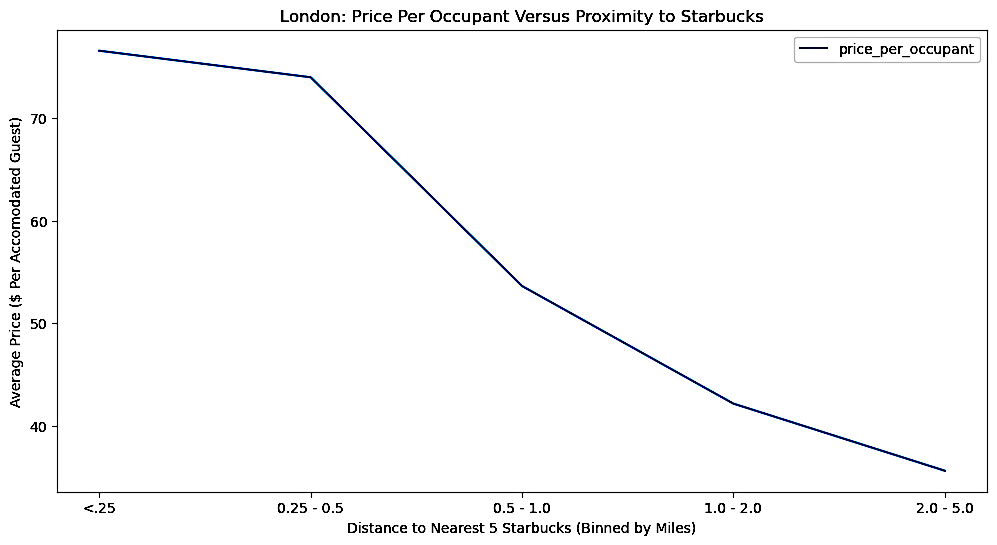 London: Price Per Occupant Versus Proximity to Starbucks
price_per_occupant
Average Price ($ Per Accomodated Guest)
70
60
50
40
<.25
0.25 - 0.5
0.5 - 1.0
1.0 - 2.0
2.0 - 5.0
Distance to Nearest 5 Starbucks (Binned by Miles)